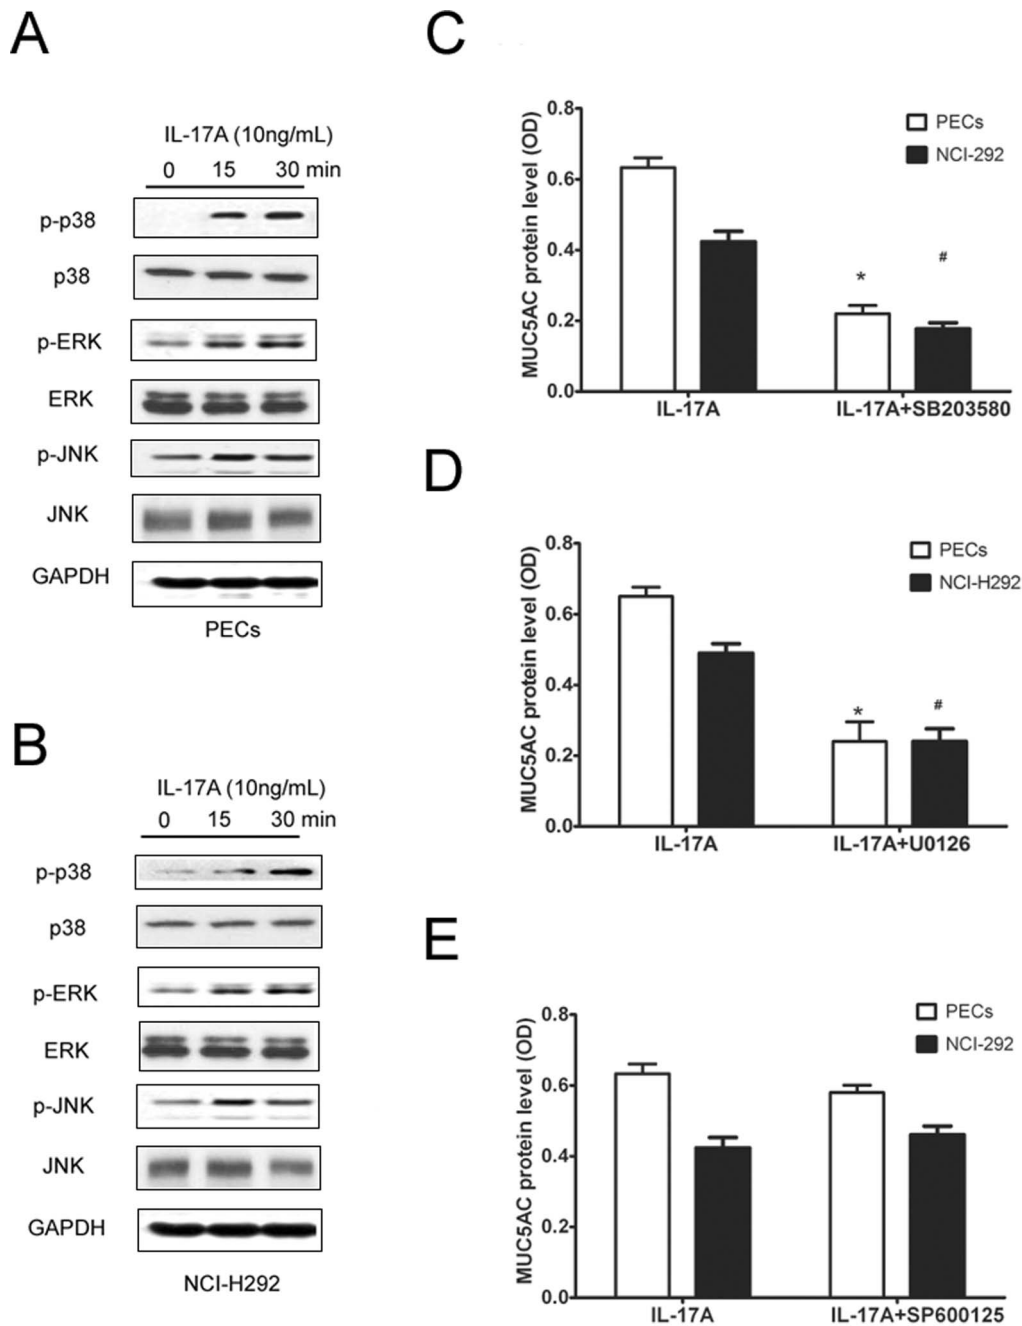 A
IL-17A (10ng/mL)
0 15 30 min
p-p38
p38
p-ERK
ERK
p-JNK
JNK
GAPDH
PECs
B
IL-17A (10ng/mL)
0 15 30 min
p-p38
p38
p-ERK
ERK
p-JNK
JNK
GAPDH
NCI-H292
C
MUC5AC protein level (OD)
0.8
0.6
0.4
0.2
0.0
PECs
NCI-292
* #
IL-17A IL-17A+SB203580
D
MUC5AC protein level (OD)
0.8
0.6
0.4
0.2
0.0
PECs
NCI-H292
* #
IL-17A IL-17A+U0126
E
MUC5AC protein level (OD)
0.8
0.6
0.4
0.2
0.0
PECs
NCI-292
IL-17A IL-17A+SP600125